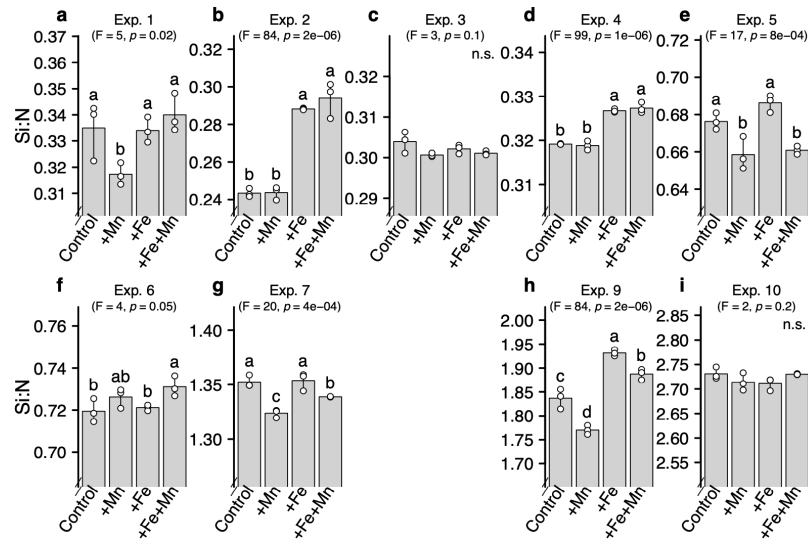 a Exp. 1
(F = 5, p = 0.02)
Si:N
0.37
0.36
0.35
0.34
0.33
0.32
0.31
a
b
a
a
Control
+Mn
+Fe
+Fe+Mn
b Exp. 2
(F = 84, p = 2e-06)
0.32
0.30
0.28
0.26
0.24
b
b
a
a
Control
+Mn
+Fe
+Fe+Mn
c Exp. 3
(F = 3, p = 0.1)
n.s.
0.32
0.31
0.30
0.29
Control
+Mn
+Fe
+Fe+Mn
d Exp. 4
(F = 99, p = 1e-06)
0.34
0.33
0.32
0.31
b
b
a
a
Control
+Mn
+Fe
+Fe+Mn
e Exp. 5
(F = 17, p = 8e-04)
0.72
0.70
0.68
0.66
0.64
a
b
a
b
Control
+Mn
+Fe
+Fe+Mn
f Exp. 6
(F = 4, p = 0.05)
Si:N
0.76
0.74
0.72
0.70
b
ab
b
a
Control
+Mn
+Fe
+Fe+Mn
g Exp. 7
(F = 20, p = 4e-04)
1.40
1.35
1.30
a
c
a
b
Control
+Mn
+Fe
+Fe+Mn
h Exp. 9
(F = 84, p = 2e-06)
2.00
1.95
1.90
1.85
1.80
1.75
1.70
c
d
a
b
Control
+Mn
+Fe
+Fe+Mn
i Exp. 10
(F = 2, p = 0.2)
n.s.
2.85
2.80
2.75
2.70
2.65
2.60
2.55
Control
+Mn
+Fe
+Fe+Mn